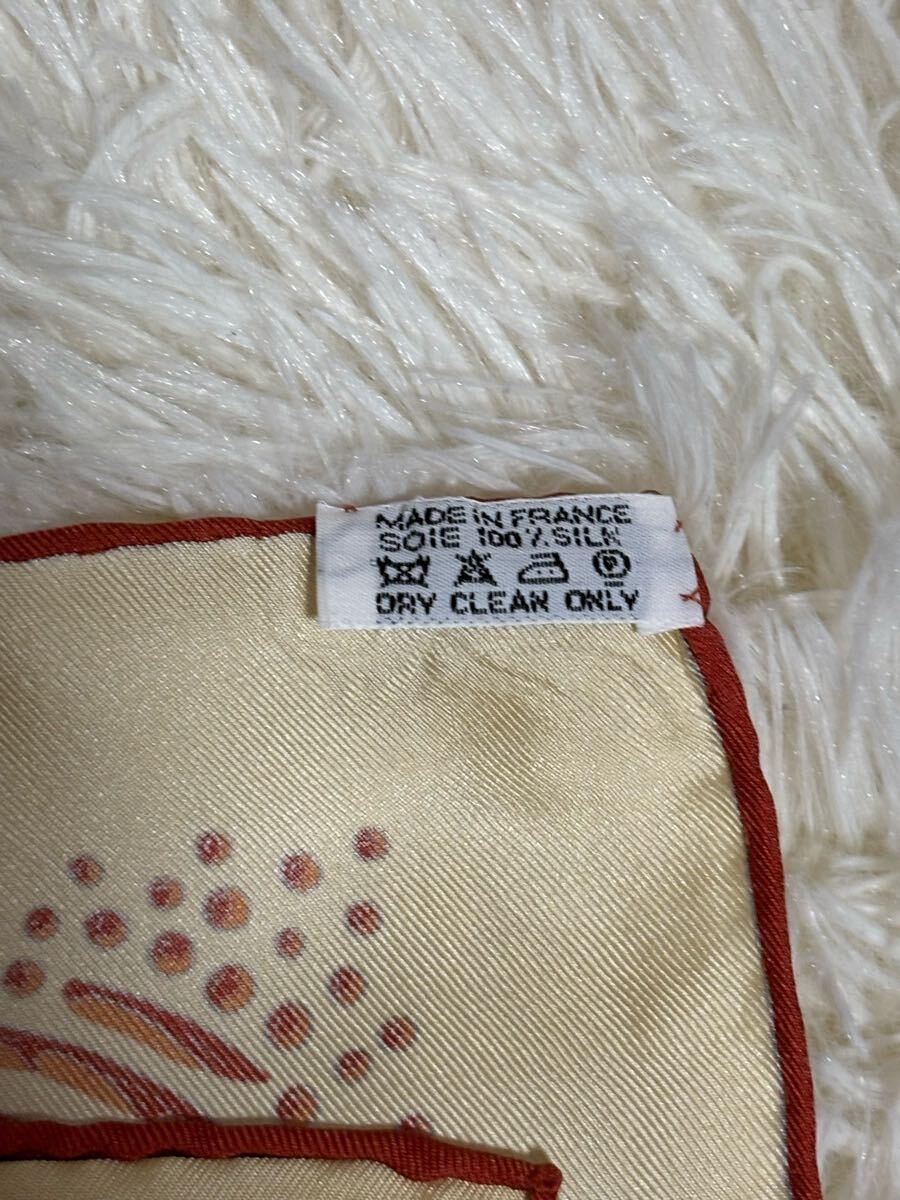 MADE IN FRANCE
SOIE 100% SILK
P
DRY CLEAN ONLY